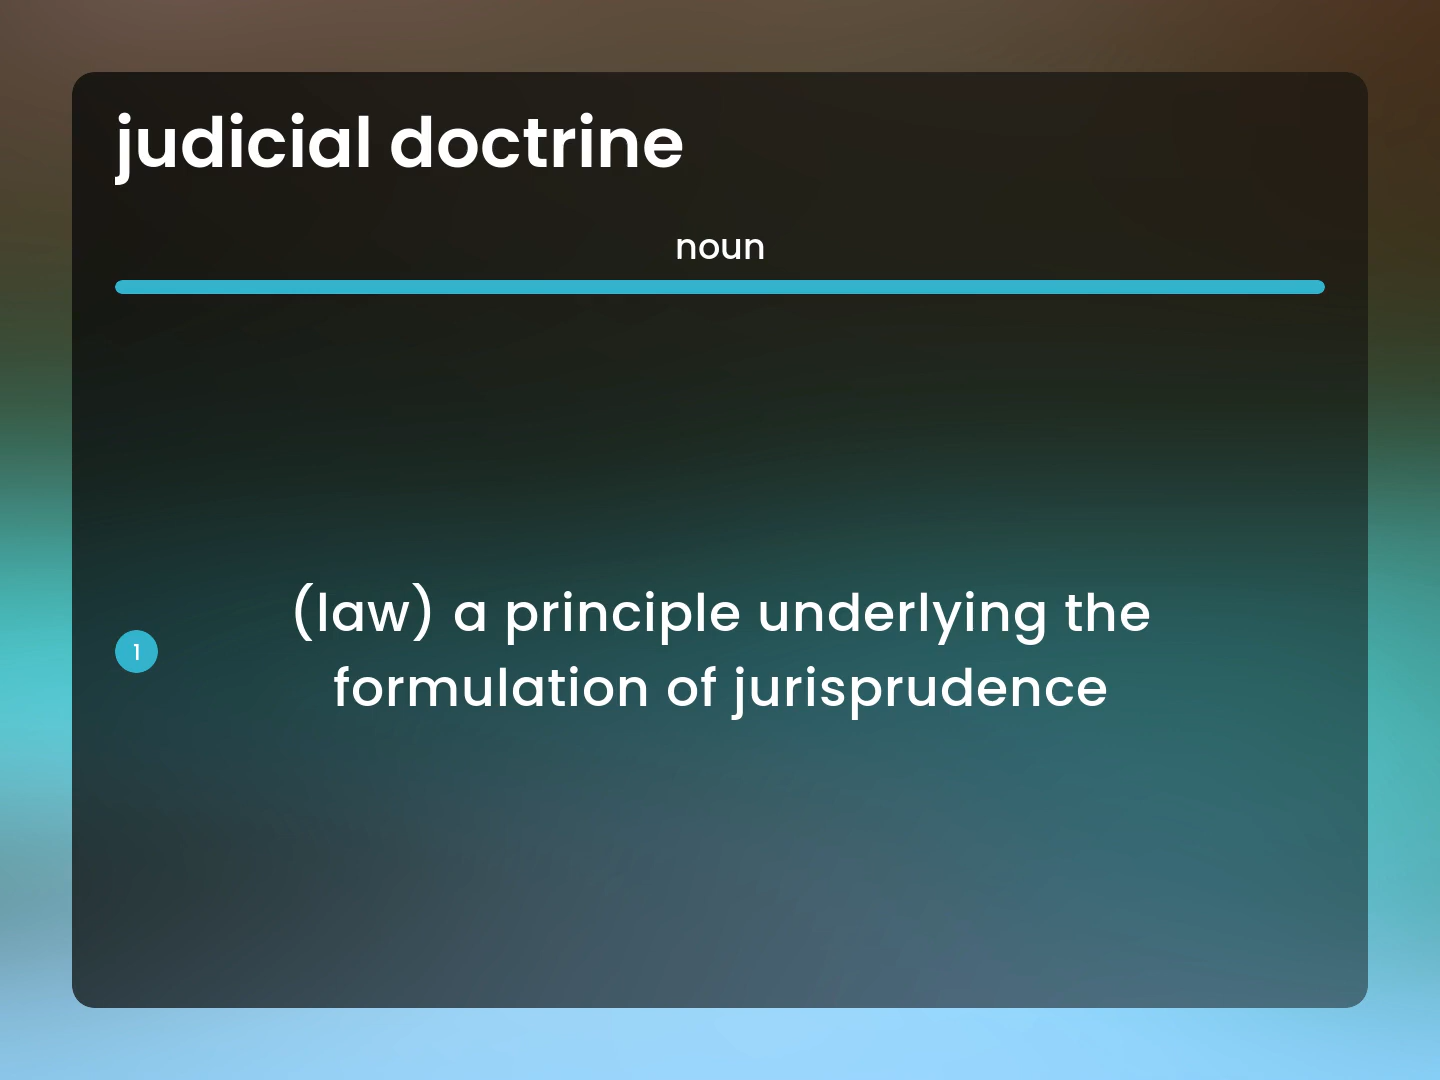 judicial doctrine
noun
1
(law) a principle underlying the
formulation of jurisprudence